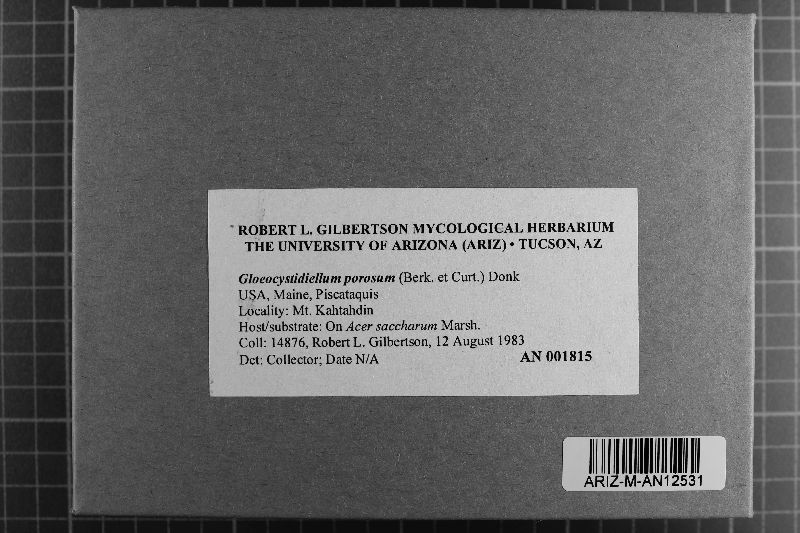 ROBERT L. GILBERTSON MYCOLOGICAL HERBARIUM
THE UNIVERSITY OF ARIZONA (ARIZ) • TUCSON, AZ
Gloeocystidiellum porosum (Berk. et Curt.) Donk
USA, Maine, Piscataquis
Locality: Mt. Kahtahdin
Host/substrate: On Acer saccharum Marsh.
Coll: 14876, Robert L. Gilbertson, 12 August 1983
Det: Collector; Date N/A AN 001815
ARIZ-M-AN12531